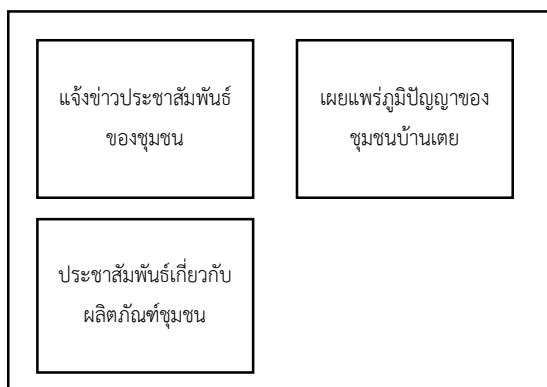 แจ้งข่าวประชาสัมพันธ์
ของชุมชน
เผยแพร่ภูมิปัญญาของ
ชุมชนบ้านเตย
ประชาสัมพันธ์เกี่ยวกับ
ผลิตภัณฑ์ชุมชน